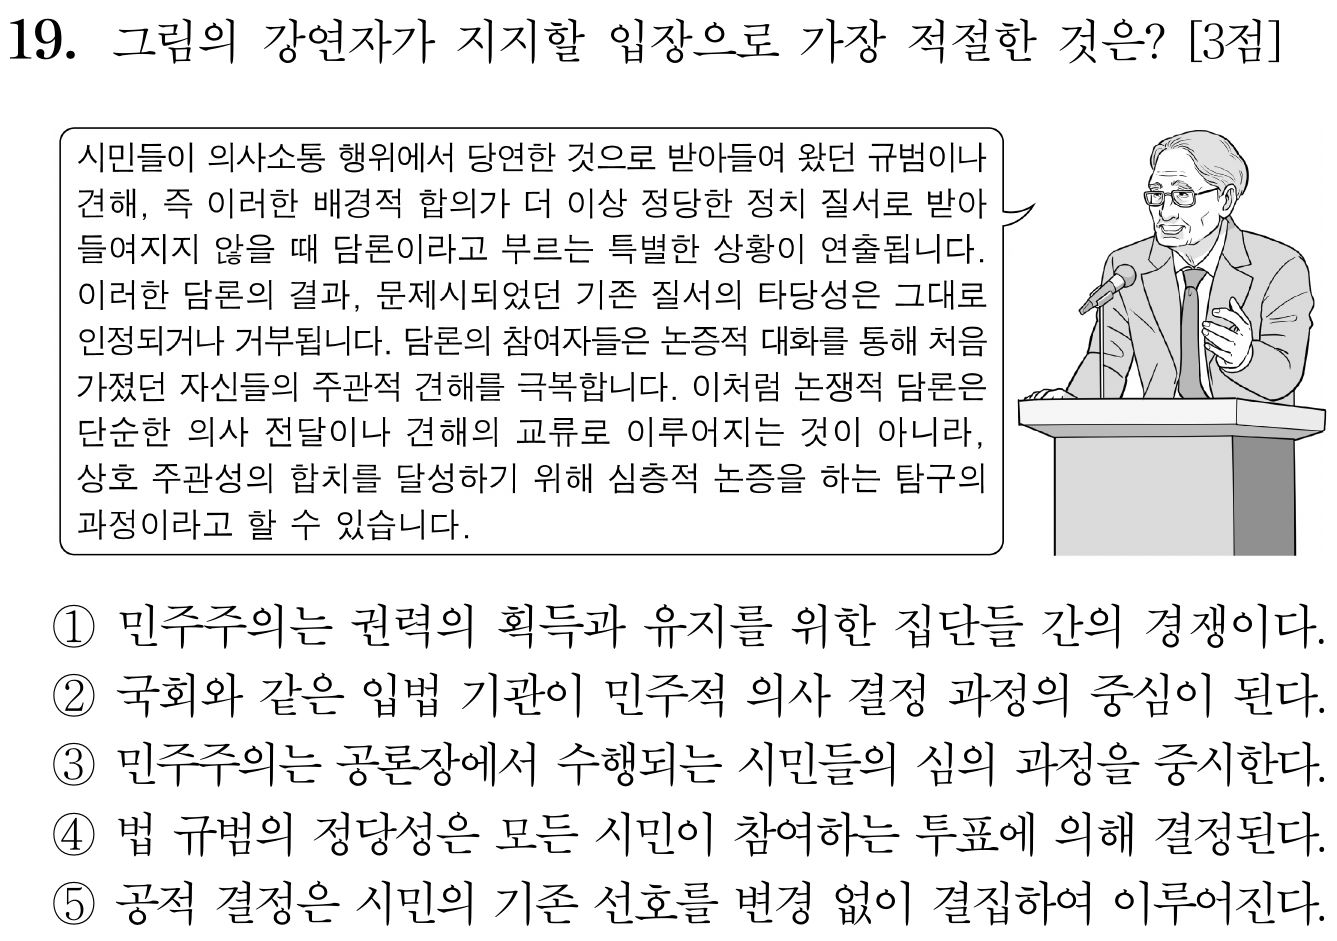 19. 그림의 강연자가 지지할 입장으로 가장 적절한 것은? [3점]
시민들이 의사소통 행위에서 당연한 것으로 받아들여 왔던 규범이나
견해, 즉 이러한 배경적 합의가 더 이상 정당한 정치 질서로 받아
들여지지 않을 때 담론이라고 부르는 특별한 상황이 연출됩니다.
이러한 담론의 결과, 문제시되었던 기존 질서의 타당성은 그대로
인정되거나 거부됩니다. 담론의 참여자들은 논증적 대화를 통해 처음
가졌던 자신들의 주관적 견해를 극복합니다. 이처럼 논쟁적 담론은
단순한 의사 전달이나 견해의 교류로 이루어지는 것이 아니라,
상호 주관성의 합치를 달성하기 위해 심층적 논증을 하는 탐구의
과정이라고 할 수 있습니다.
① 민주주의는 권력의 획득과 유지를 위한 집단들 간의 경쟁이다.
② 국회와 같은 입법 기관이 민주적 의사 결정 과정의 중심이 된다.
③ 민주주의는 공론장에서 수행되는 시민들의 심의 과정을 중시한다.
④ 법 규범의 정당성은 모든 시민이 참여하는 투표에 의해 결정된다.
⑤ 공적 결정은 시민의 기존 선호를 변경 없이 결집하여 이루어진다.